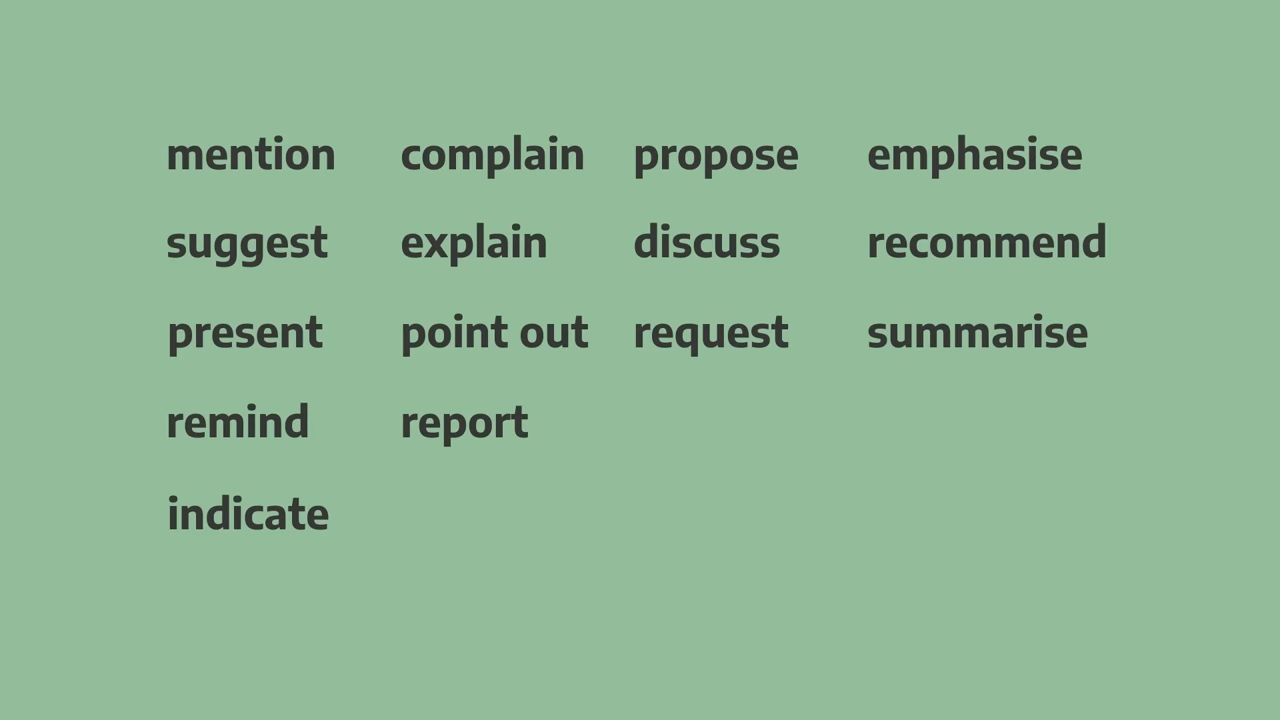 mention complain propose emphasise
suggest explain discuss recommend
present point out request summarise
remind report
indicate